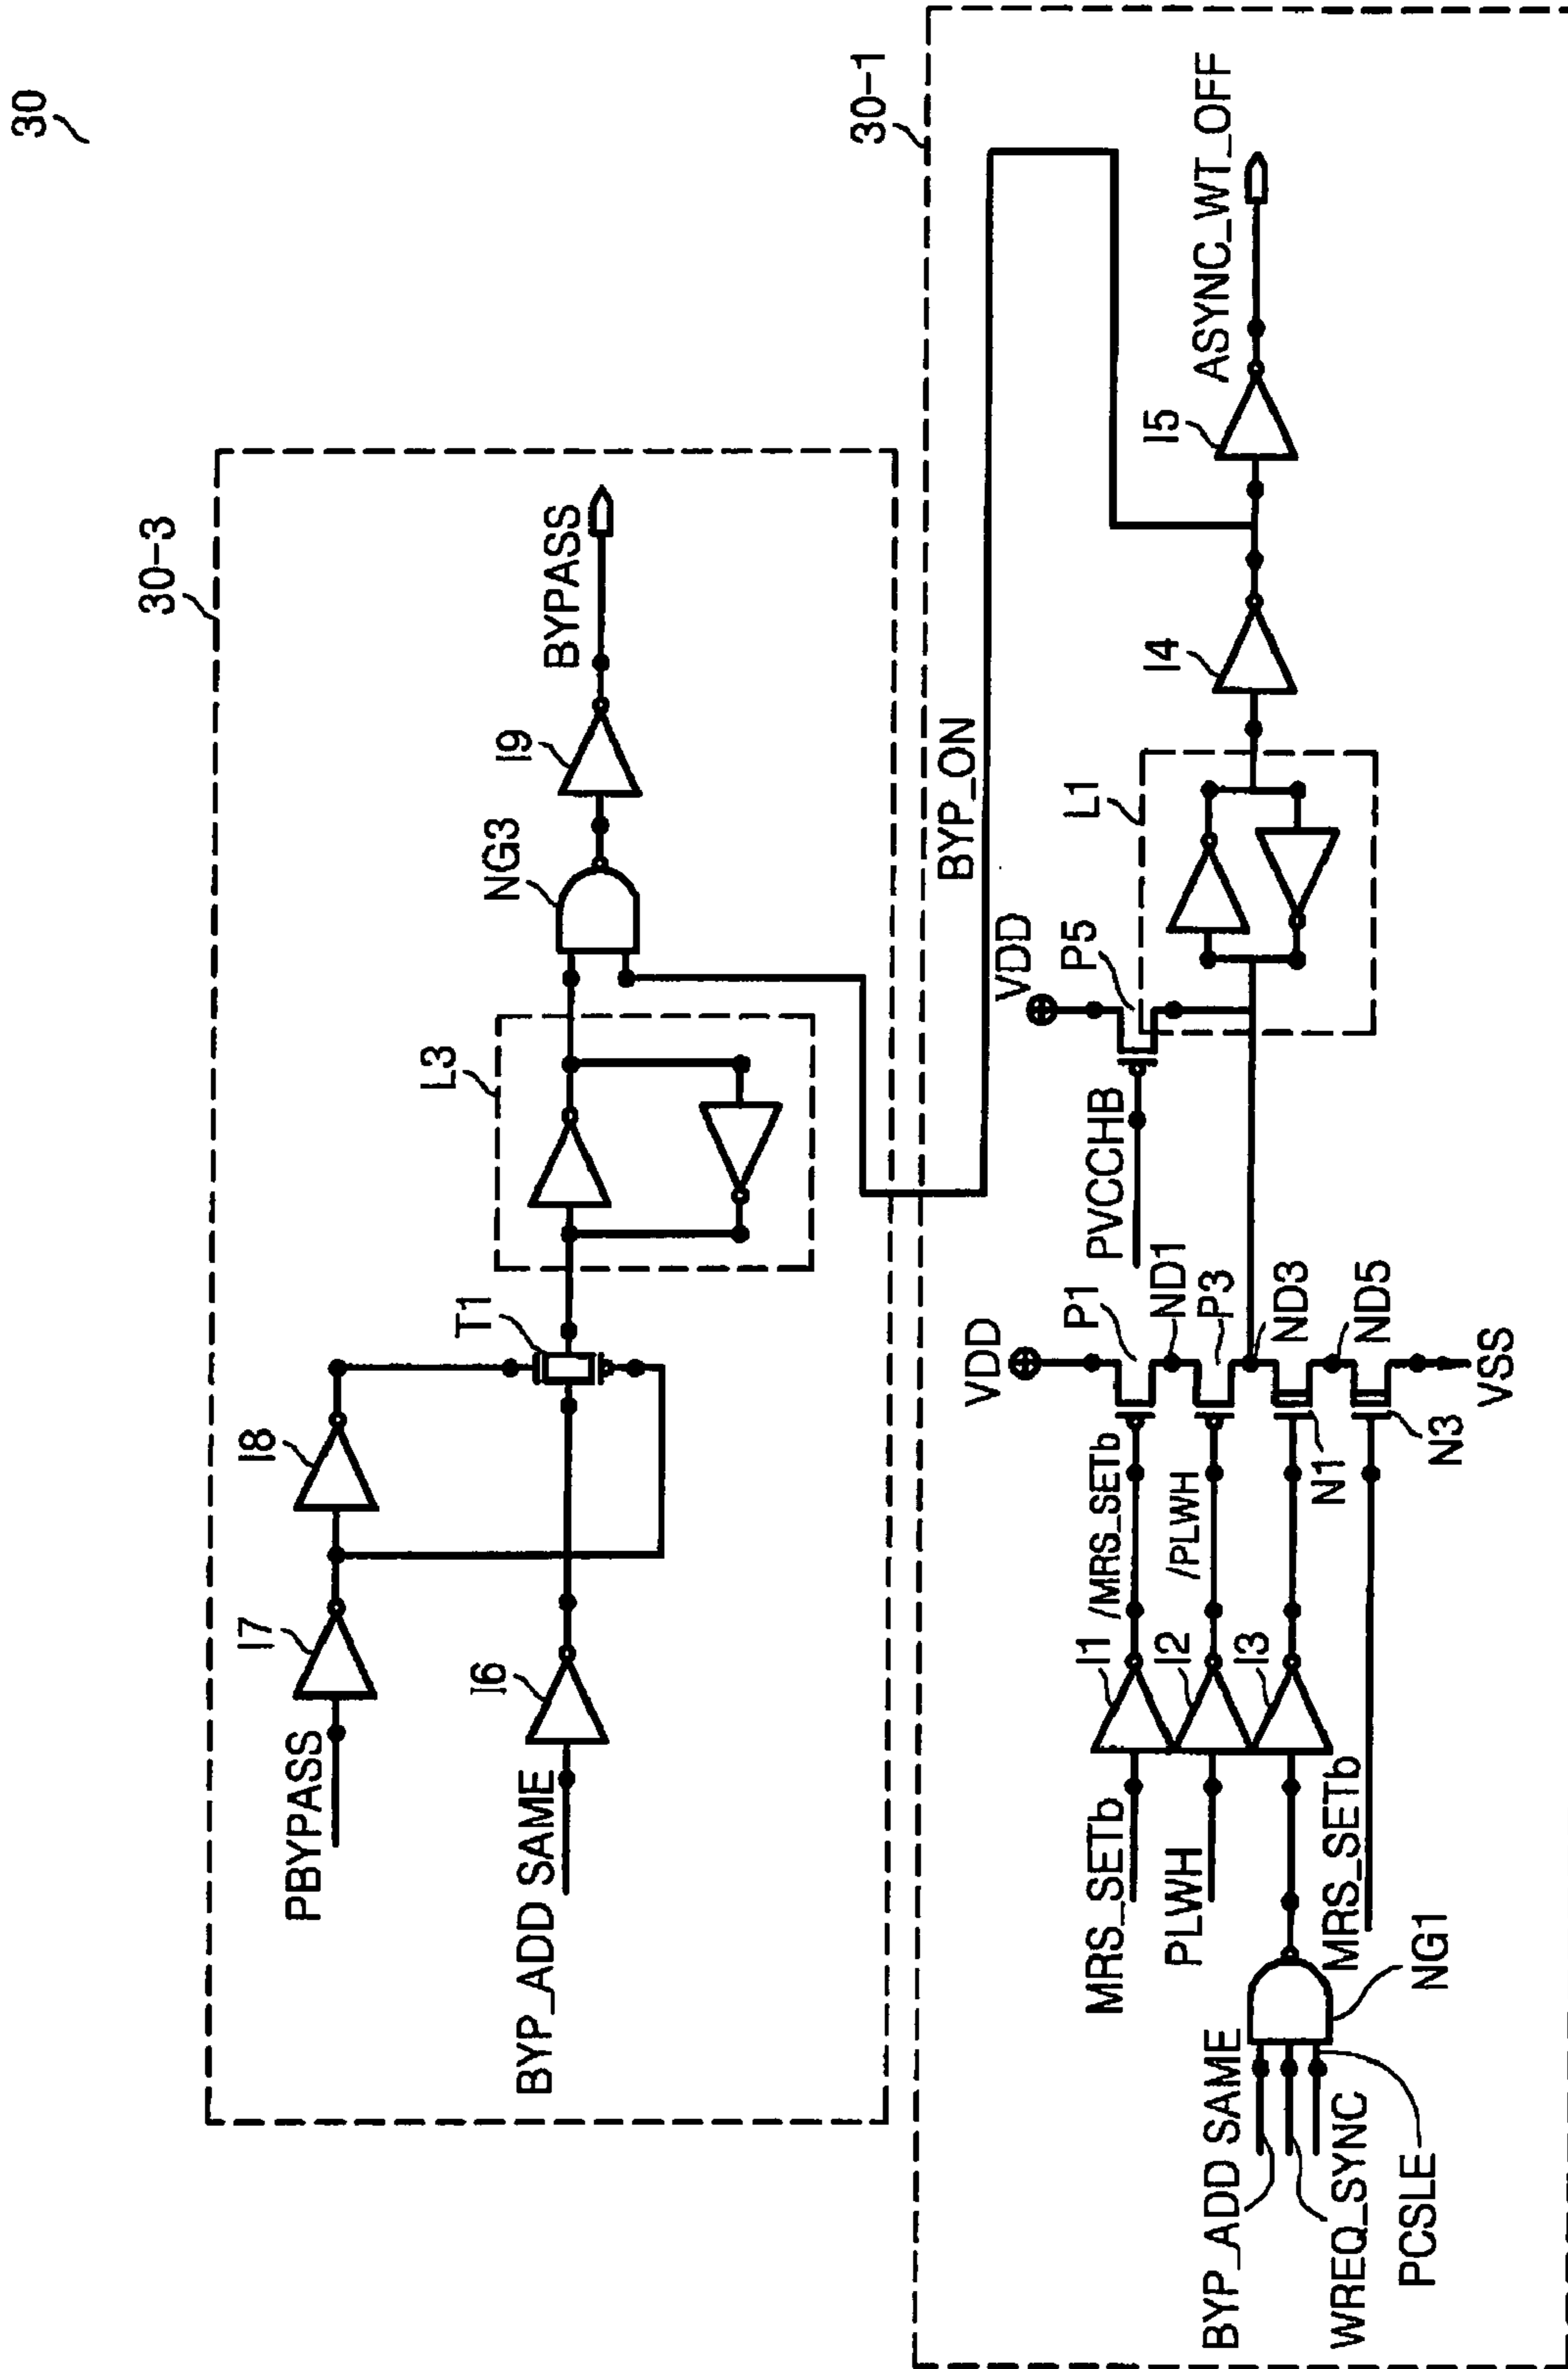 30
30-3
PBYPASS
I7
I8
T1
L3
NG3
I9
BYPASS
I6
BYP_ADD SAME
30-1
BYP_ON
VDD
P5
PVCCHB
L1
I4
I5
ASYNC_WT_OFF
VDD
P1
ND1
P3
ND3
ND5
VSS
N1
N3
MRS_SETb
I1
/MRS_SETb
PLWH
I2
/PLWH
I3
MRS_SETb
NG1
BYP_ADD SAME
WREQ_SYNC
PCSLE